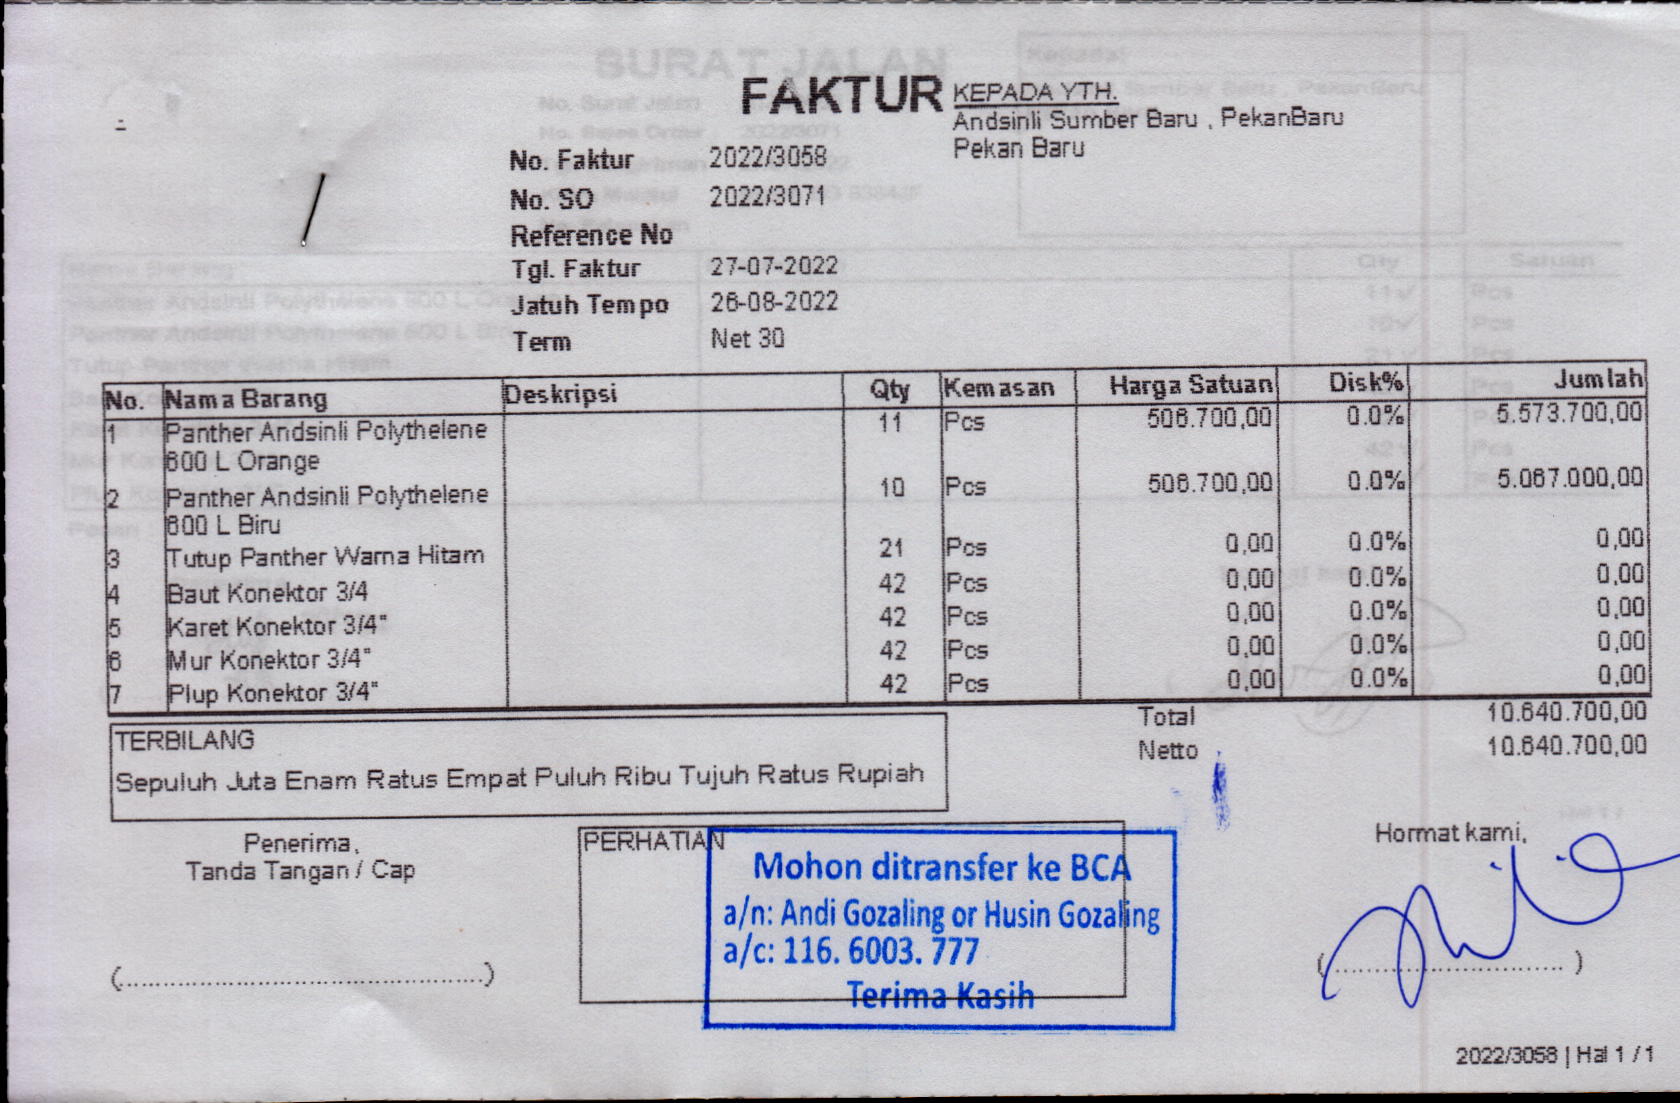 FAKTUR
KEPADA YTH.
Andsinli Sumber Baru , PekanBaru
Pekan Baru
No. Faktur 2022/3058
No. SO 2022/3071
Reference No
Tgl. Faktur 27-07-2022
Jatuh Tempo 26-08-2022
Term Net 30
No. Nama Barang Deskripsi Qty Kemasan Harga Satuan Disk% Jumlah
1 Panther Andsinli Polythelene 11 Pcs 506.700,00 0.0% 5.573.700,00
600 L Orange
2 Panther Andsinli Polythelene 10 Pcs 506.700,00 0.0% 5.067.000,00
600 L Biru
3 Tutup Panther Warna Hitam 21 Pcs 0,00 0.0% 0,00
4 Baut Konektor 3/4 42 Pcs 0,00 0.0% 0,00
5 Karet Konektor 3/4" 42 Pcs 0,00 0.0% 0,00
6 Mur Konektor 3/4" 42 Pcs 0,00 0.0% 0,00
7 Plup Konektor 3/4" 42 Pcs 0,00 0.0% 0,00
Total 10.640.700,00
Netto 10.640.700,00
TERBILANG
Sepuluh Juta Enam Ratus Empat Puluh Ribu Tujuh Ratus Rupiah
Penerima,
Tanda Tangan / Cap
(................................................)
PERHATIAN
Mohon ditransfer ke BCA
a/n: Andi Gozaling or Husin Gozaling
a/c: 116. 6003. 777
Terima Kasih
Hormat kami,
(................................)
2022/3058 | Hal 1 / 1